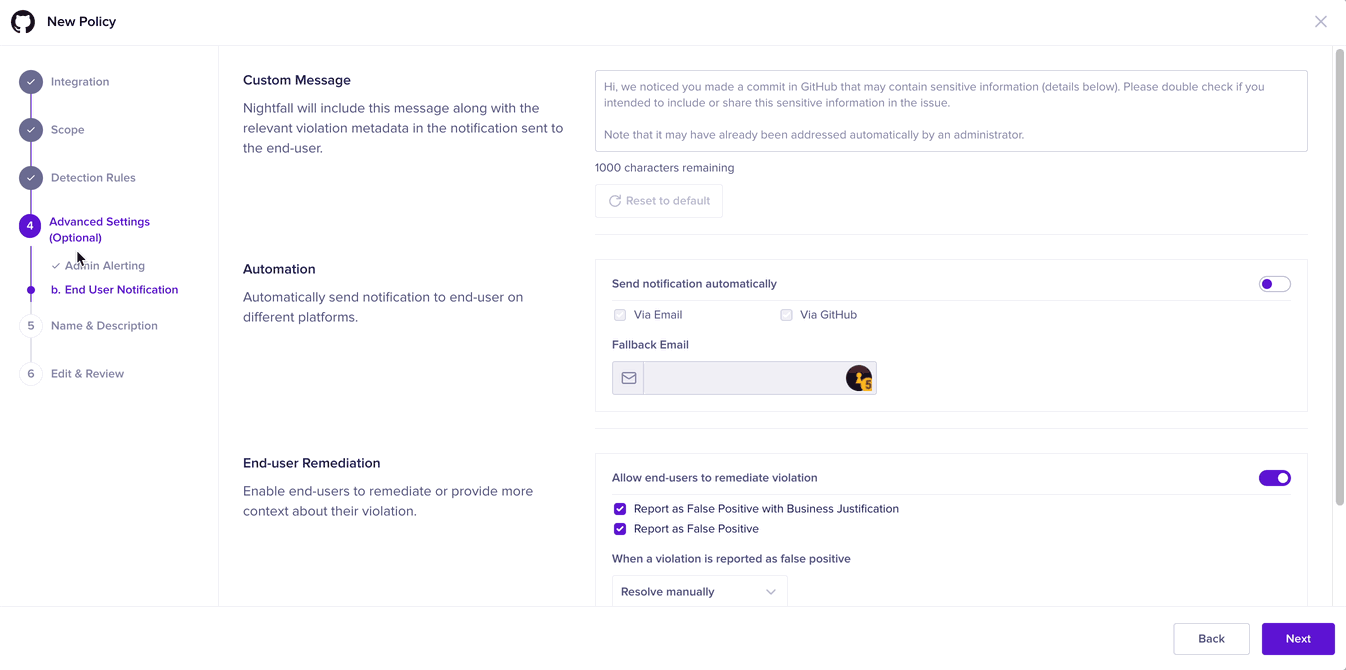 New Policy
Integration
Scope
Detection Rules
4
Advanced Settings
(Optional)
Admin Alerting
b. End User Notification
5
Name & Description
6
Edit & Review
Custom Message
Nightfall will include this message along with the
relevant violation metadata in the notification sent to
the end-user.
Hi, we noticed you made a commit in GitHub that may contain sensitive information (details below). Please double check if you
intended to include or share this sensitive information in the issue.
Note that it may have already been addressed automatically by an administrator.
1000 characters remaining
Reset to default
Automation
Automatically send notification to end-user on
different platforms.
Send notification automatically
Via Email
Via GitHub
Fallback Email
End-user Remediation
Enable end-users to remediate or provide more
context about their violation.
Allow end-users to remediate violation
Report as False Positive with Business Justification
Report as False Positive
When a violation is reported as false positive
Resolve manually
Back
Next